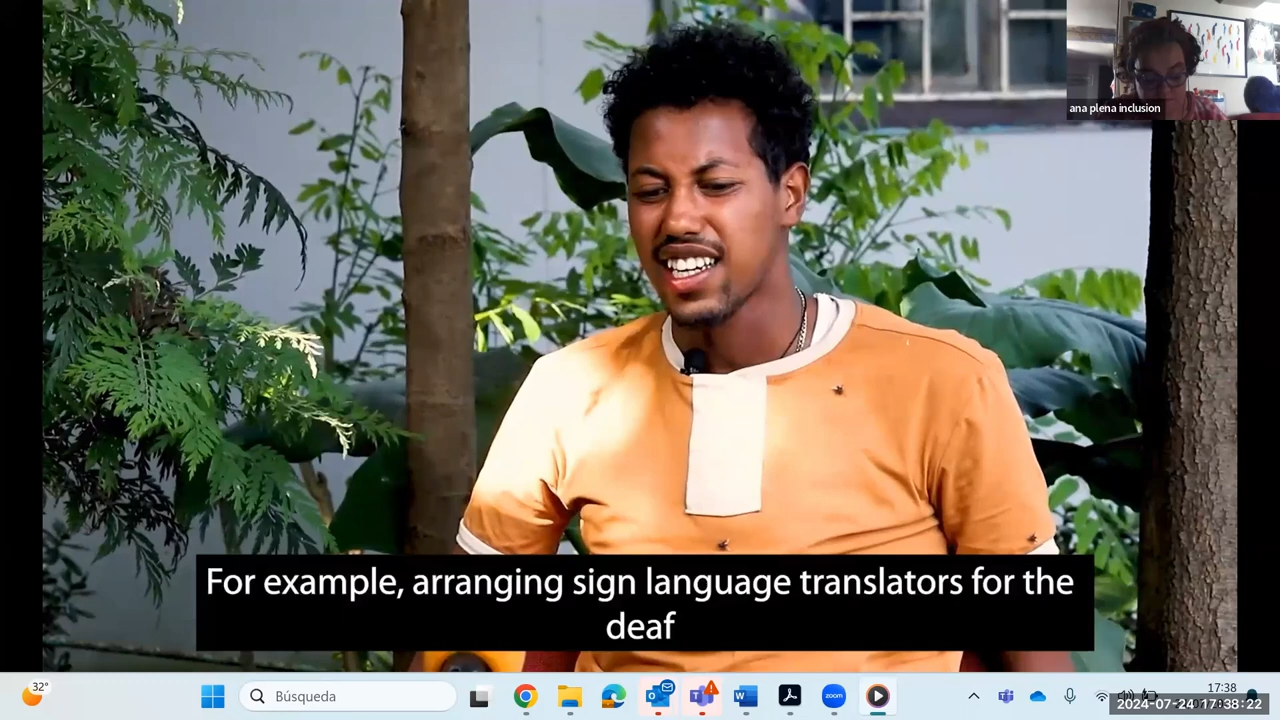 ana plena inclusion
For example, arranging sign language translators for the
deaf
32°
Búsqueda
zoom
17:38
2024-07-24 17:38:22